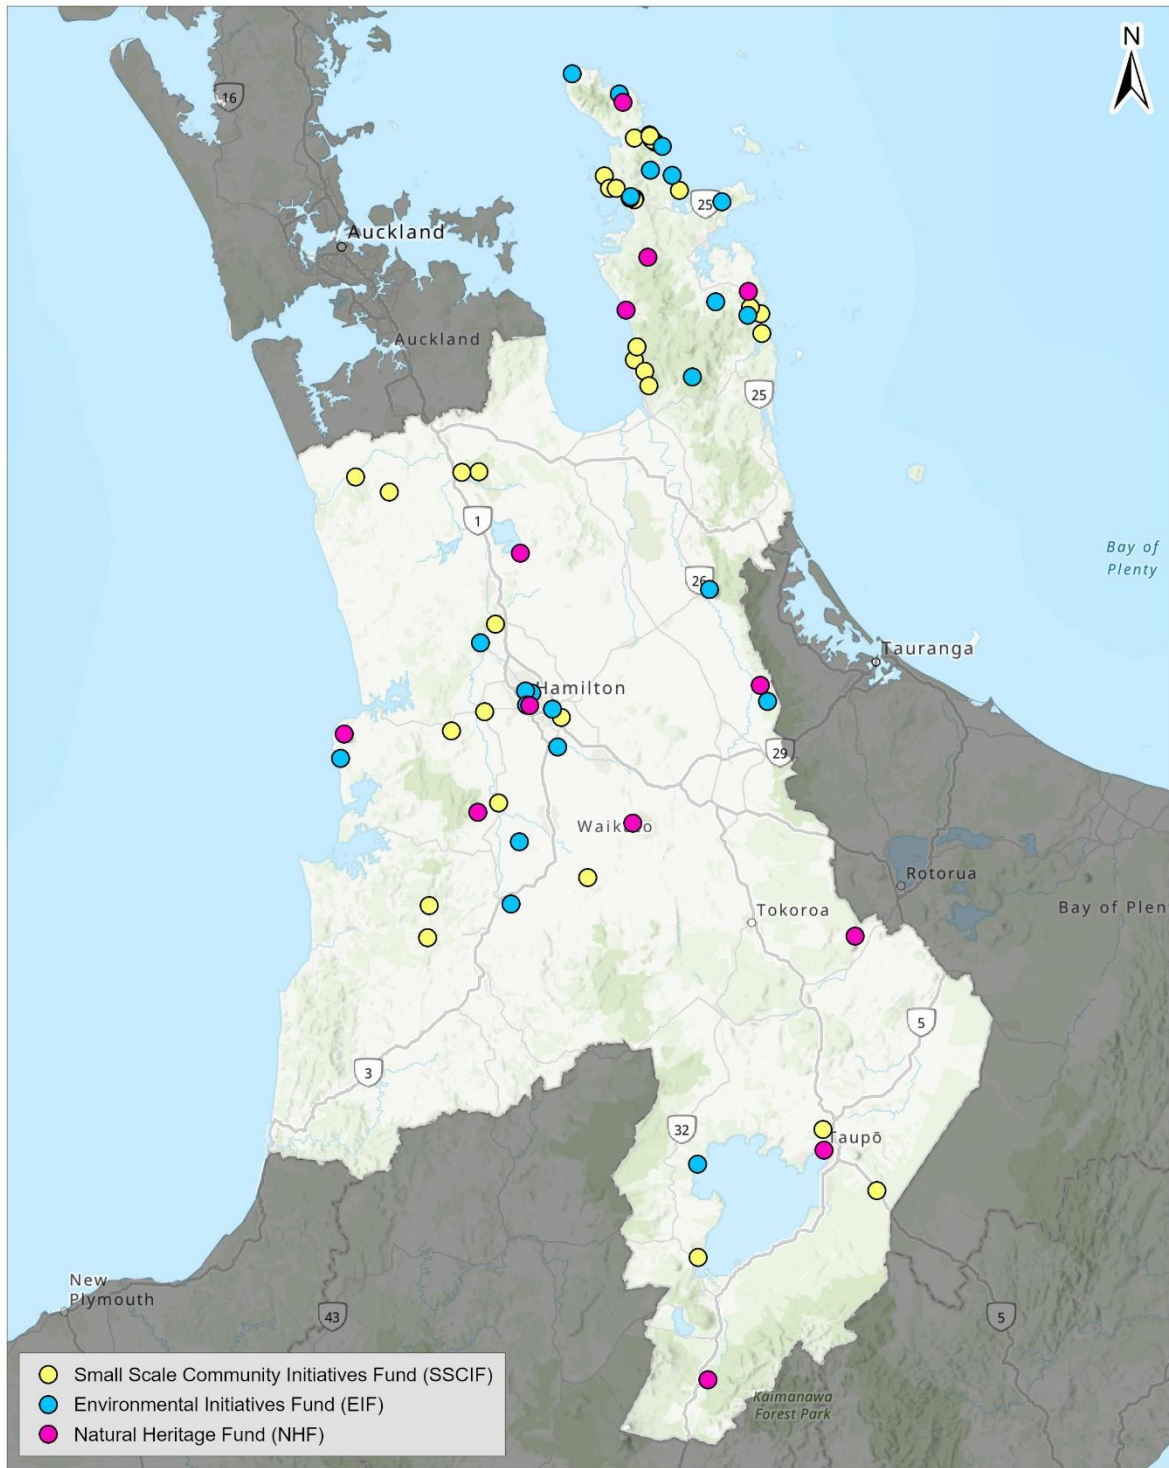 N
16
25
Auckland
Auckland
25
1
Bay of
Plenty
26
Tauranga
Hamilton
29
Waikato
Rotorua
Tokoroa
Bay of Plent
5
3
32
Taupō
New
Plymouth
43
5
Kaimanawa
Forest Park
Small Scale Community Initiatives Fund (SSCIF)
Environmental Initiatives Fund (EIF)
Natural Heritage Fund (NHF)